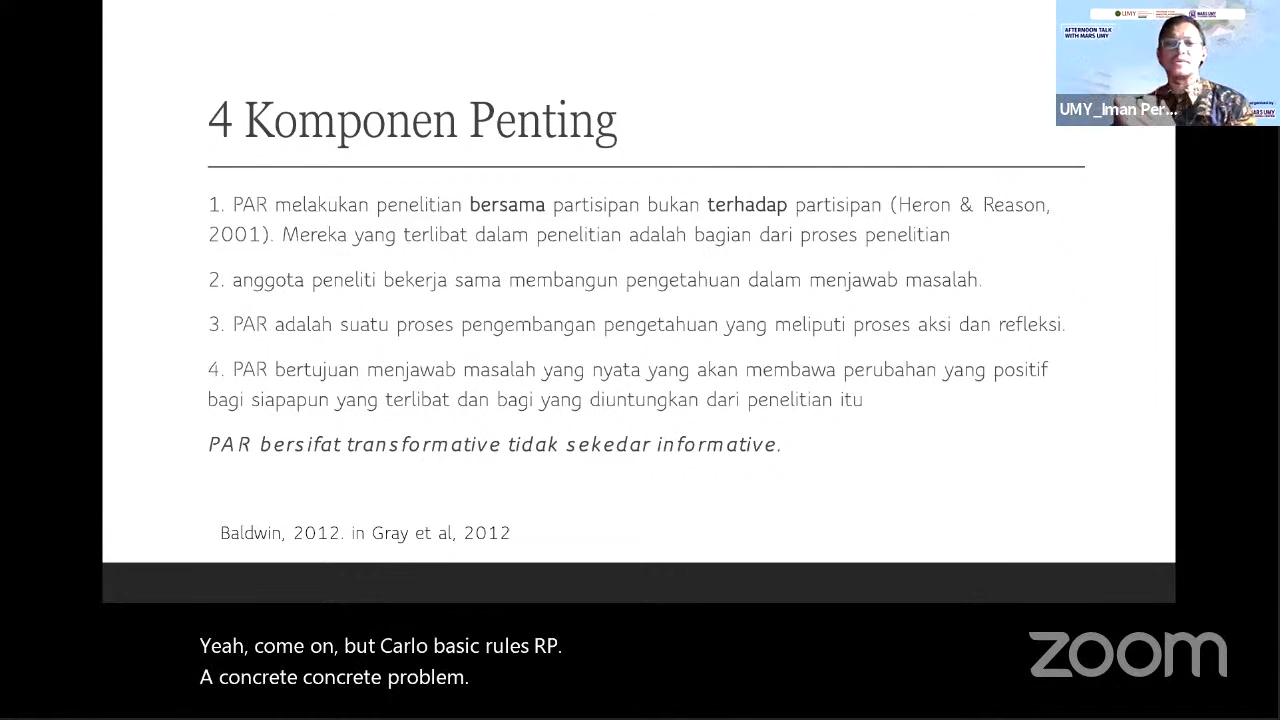 4 Komponen Penting
1. PAR melakukan penelitian bersama partisipan bukan terhadap partisipan (Heron & Reason,
2001). Mereka yang terlibat dalam penelitian adalah bagian dari proses penelitian
2. anggota peneliti bekerja sama membangun pengetahuan dalam menjawab masalah.
3. PAR adalah suatu proses pengembangan pengetahuan yang meliputi proses aksi dan refleksi.
4. PAR bertujuan menjawab masalah yang nyata yang akan membawa perubahan yang positif
bagi siapapun yang terlibat dan bagi yang diuntungkan dari penelitian itu
PAR bersifat transformative tidak sekedar informative.
Baldwin, 2012. in Gray et al, 2012
UMY
MARS UMY
AFTERNOON TALK
WITH MARS UMY
UMY_Iman Per...
MARS UMY
Yeah, come on, but Carlo basic rules RP.
A concrete concrete problem.
zoom